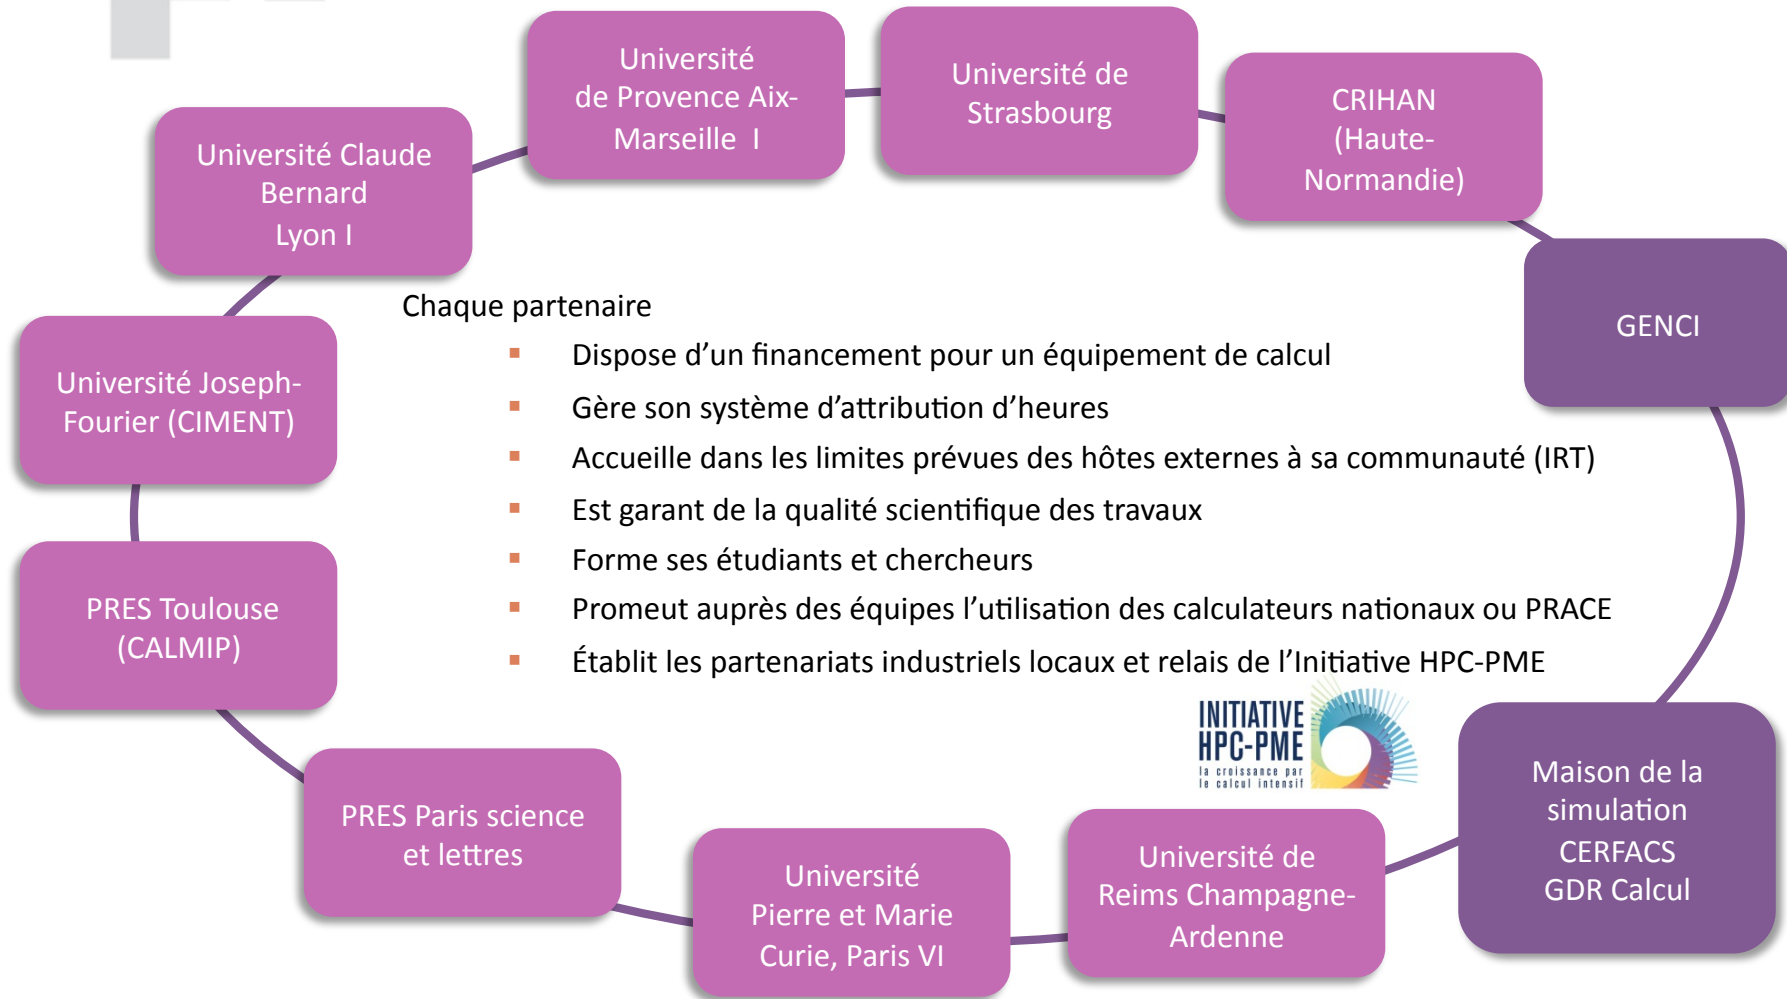 Université
de Provence Aix-
Marseille I
Université de
Strasbourg
CRIHAN
(Haute-
Normandie)
Université Claude
Bernard
Lyon I
GENCI
Chaque partenaire
▪ Dispose d’un financement pour un équipement de calcul
▪ Gère son système d’attribution d’heures
▪ Accueille dans les limites prévues des hôtes externes à sa communauté (IRT)
▪ Est garant de la qualité scientifique des travaux
▪ Forme ses étudiants et chercheurs
▪ Promeut auprès des équipes l’utilisation des calculateurs nationaux ou PRACE
▪ Établit les partenariats industriels locaux et relais de l’Initiative HPC-PME
Université Joseph-
Fourier (CIMENT)
PRES Toulouse
(CALMIP)
INITIATIVE
HPC-PME
la croissance par
le calcul intensif
PRES Paris science
et lettres
Université
Pierre et Marie
Curie, Paris VI
Université de
Reims Champagne-
Ardenne
Maison de la
simulation
CERFACS
GDR Calcul